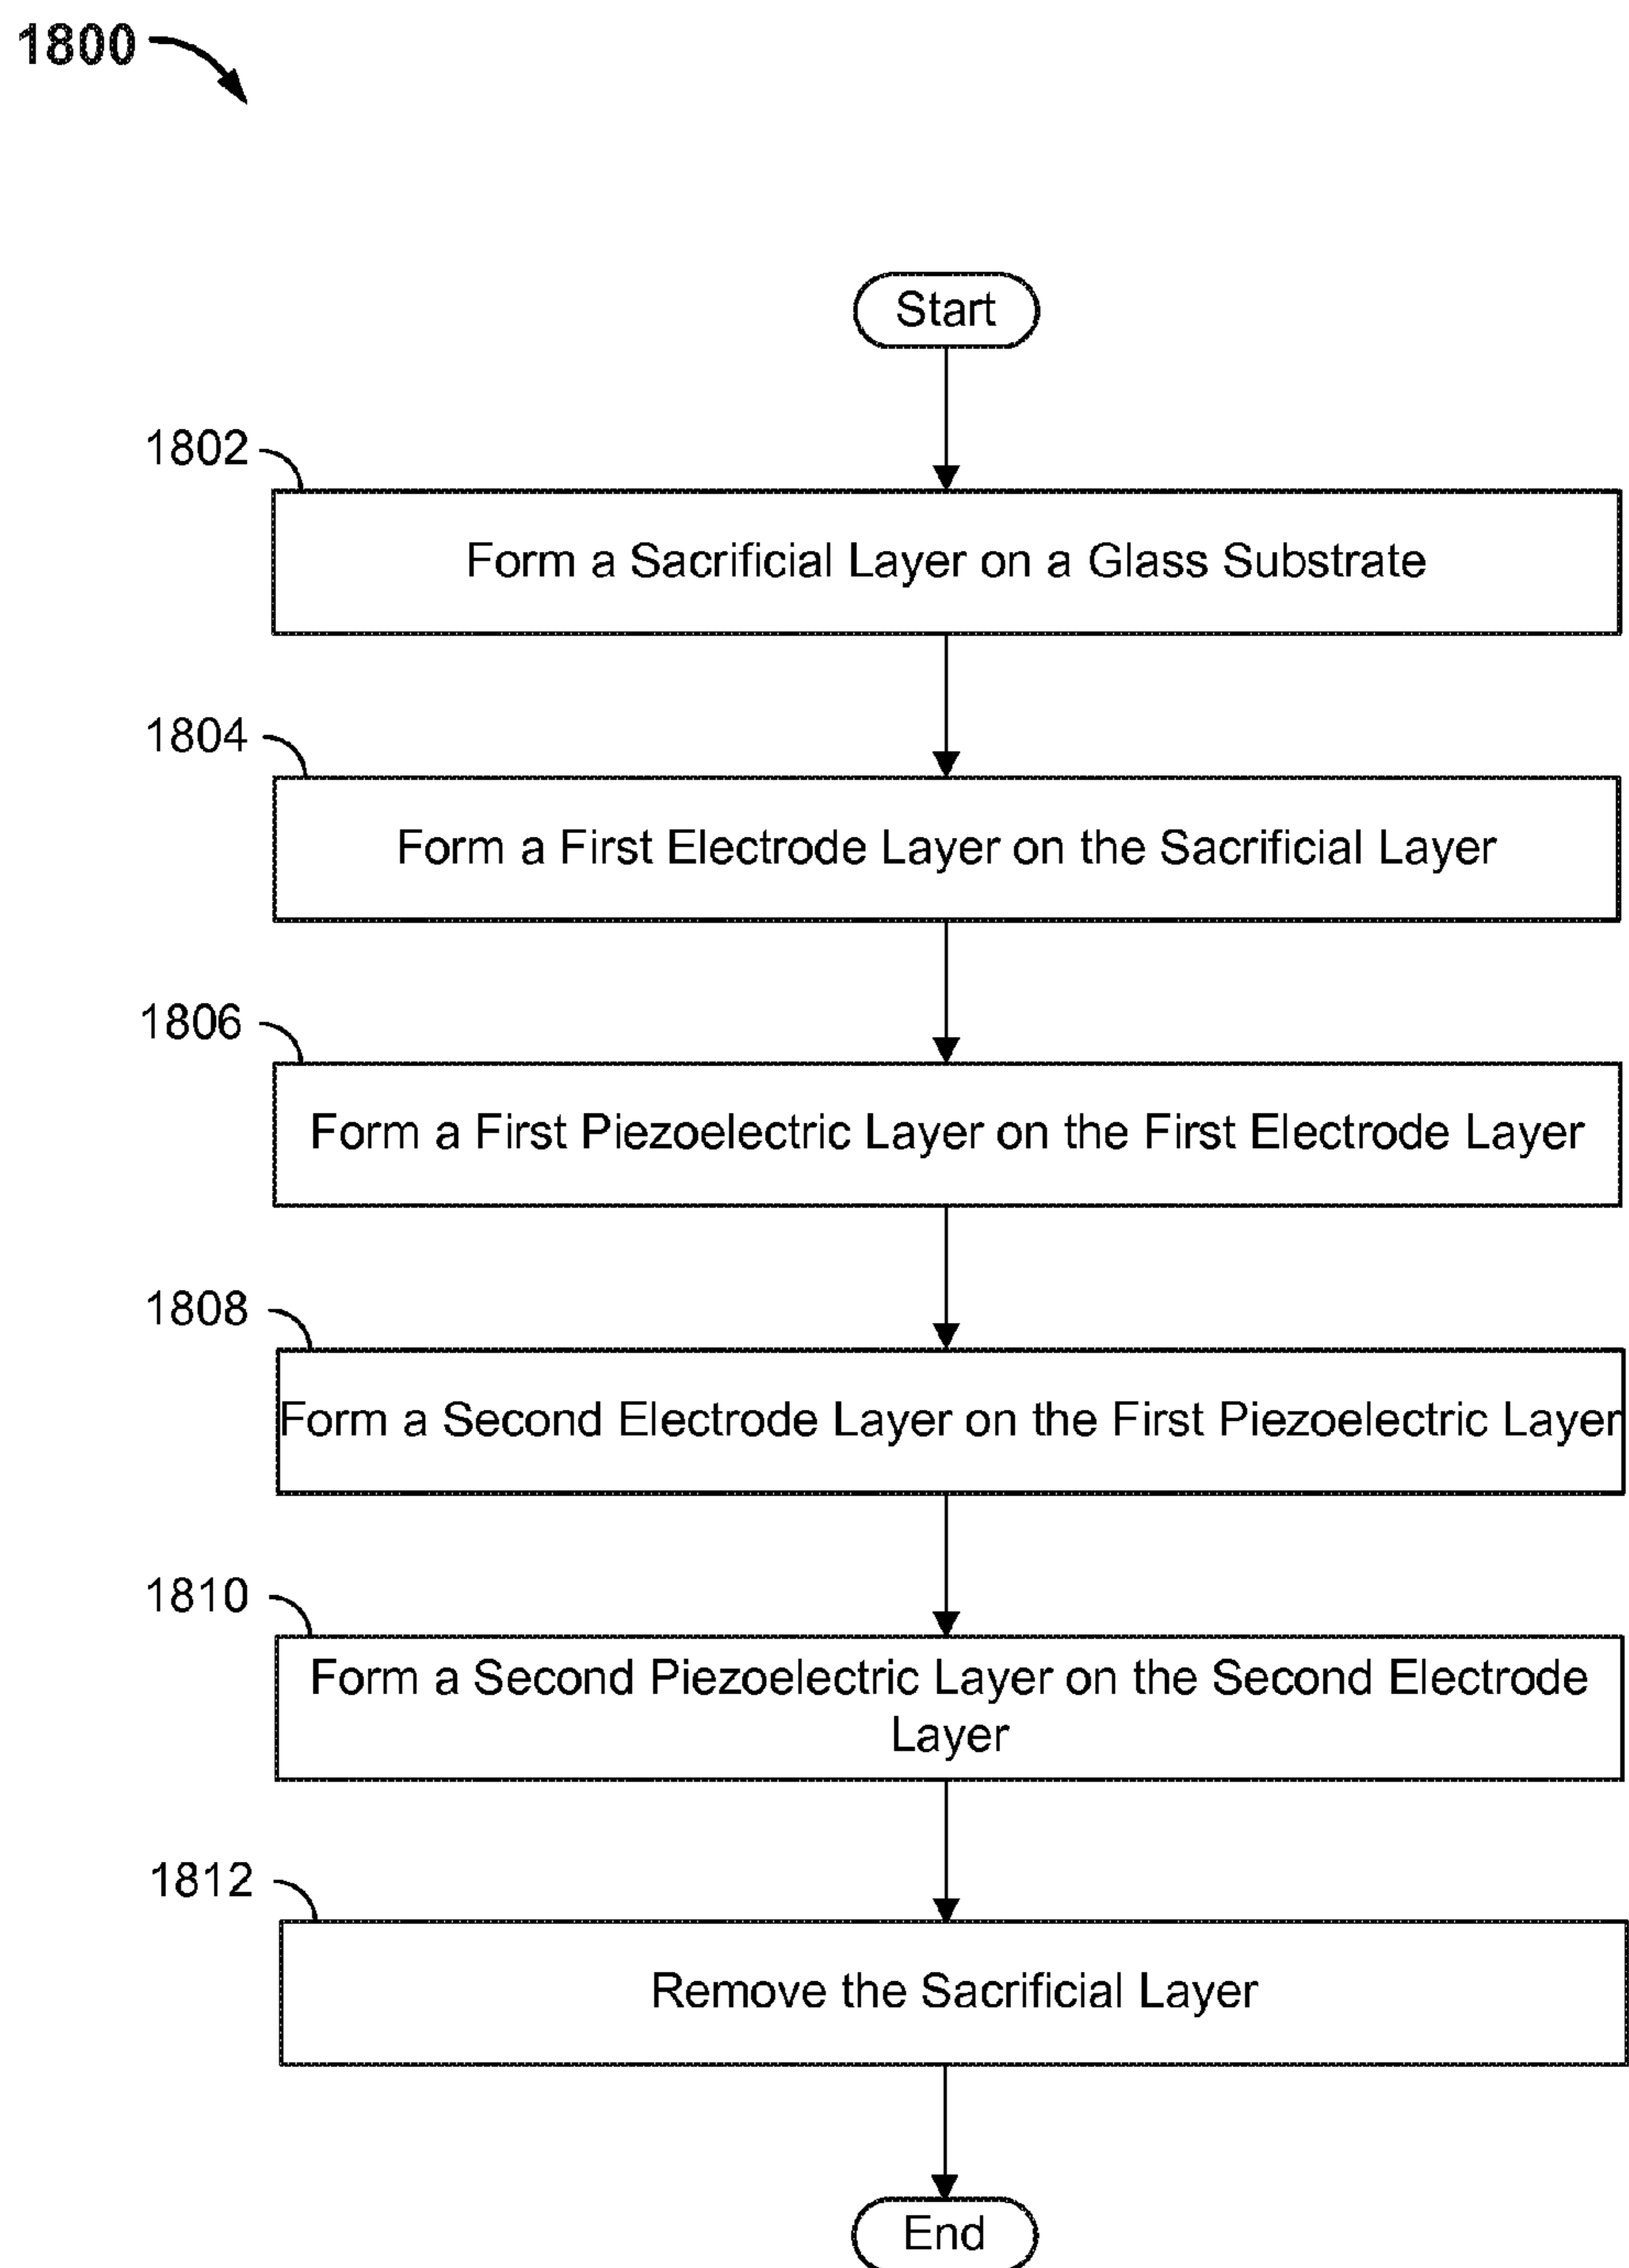 1800
Start
1802
Form a Sacrificial Layer on a Glass Substrate
1804
Form a First Electrode Layer on the Sacrificial Layer
1806
Form a First Piezoelectric Layer on the First Electrode Layer
1808
Form a Second Electrode Layer on the First Piezoelectric Layer
1810
Form a Second Piezoelectric Layer on the Second Electrode
Layer
1812
Remove the Sacrificial Layer
End